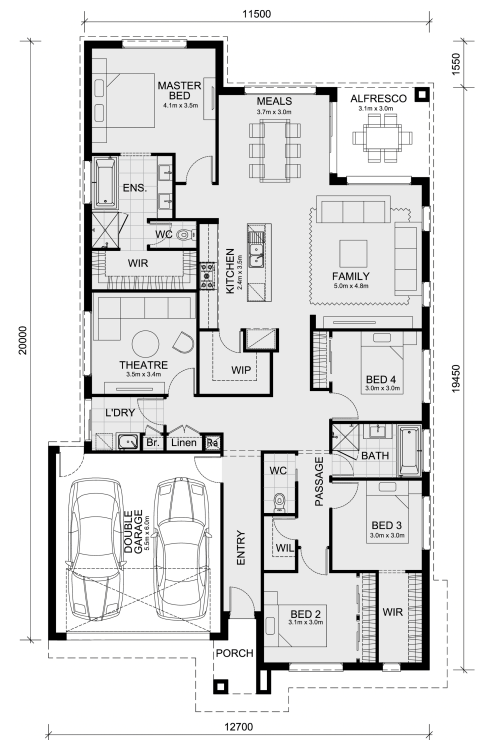 11500
1550
MASTER
BED
4.1m x 3.5m
MEALS
3.7m x 3.0m
ALFRESCO
3.1m x 3.0m
ENS.
WC
WIR
KITCHEN
2.4m x 3.5m
FAMILY
5.0m x 4.8m
20000
19450
THEATRE
3.5m x 3.4m
WIP
BED 4
3.0m x 3.0m
L'DRY
Br.
Linen
Ra
BATH
WC
PASSAGE
DOUBLE
GARAGE
5.5m x 6.0m
ENTRY
WIL
BED 3
3.0m x 3.0m
BED 2
3.1m x 3.0m
WIR
PORCH
12700